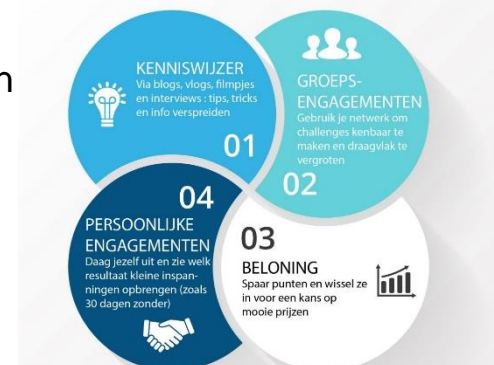 n
KENNISWIJZER
Via blogs, vlogs, filmpjes
en interviews : tips, tricks
en info verspreiden
01
GROEPS-
ENGAGEMENTEN
Gebruik je netwerk om
challenges kenbaar te
maken en draagvlak te
vergroten
02
03
BELONING
Spaar punten en wissel ze
in voor een kans op
mooie prijzen
04
PERSOONLIJKE
ENGAGEMENTEN
Daag jezelf uit en zie welk
resultaat kleine inspan-
ningen opbrengen (zoals
30 dagen zonder)